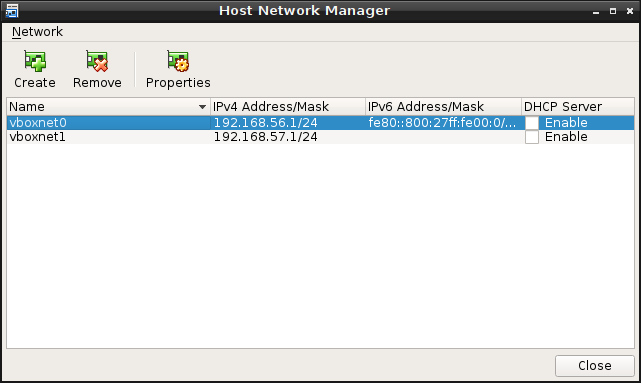 Host Network Manager
Network
Create Remove Properties
Name IPv4 Address/Mask IPv6 Address/Mask DHCP Server
vboxnet0 192.168.56.1/24 fe80::800:27ff:fe00:0/... Enable
vboxnet1 192.168.57.1/24 Enable
Close